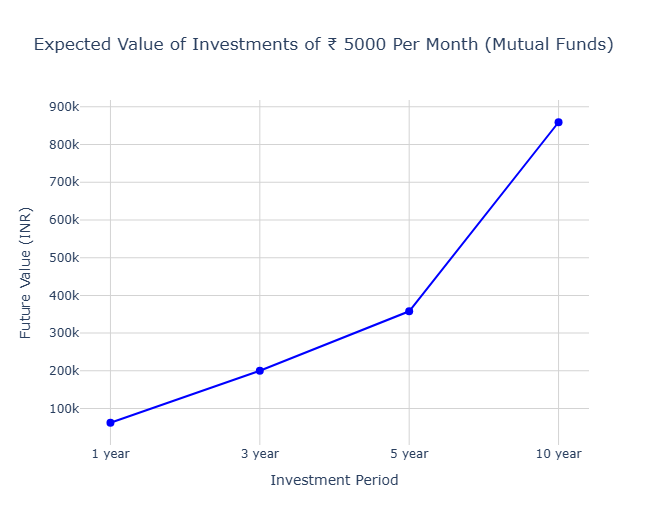 Expected Value of Investments of ₹ 5000 Per Month (Mutual Funds)
900k
800k
700k
600k
500k
400k
300k
200k
100k
Future Value (INR)
1 year
3 year
5 year
10 year
Investment Period